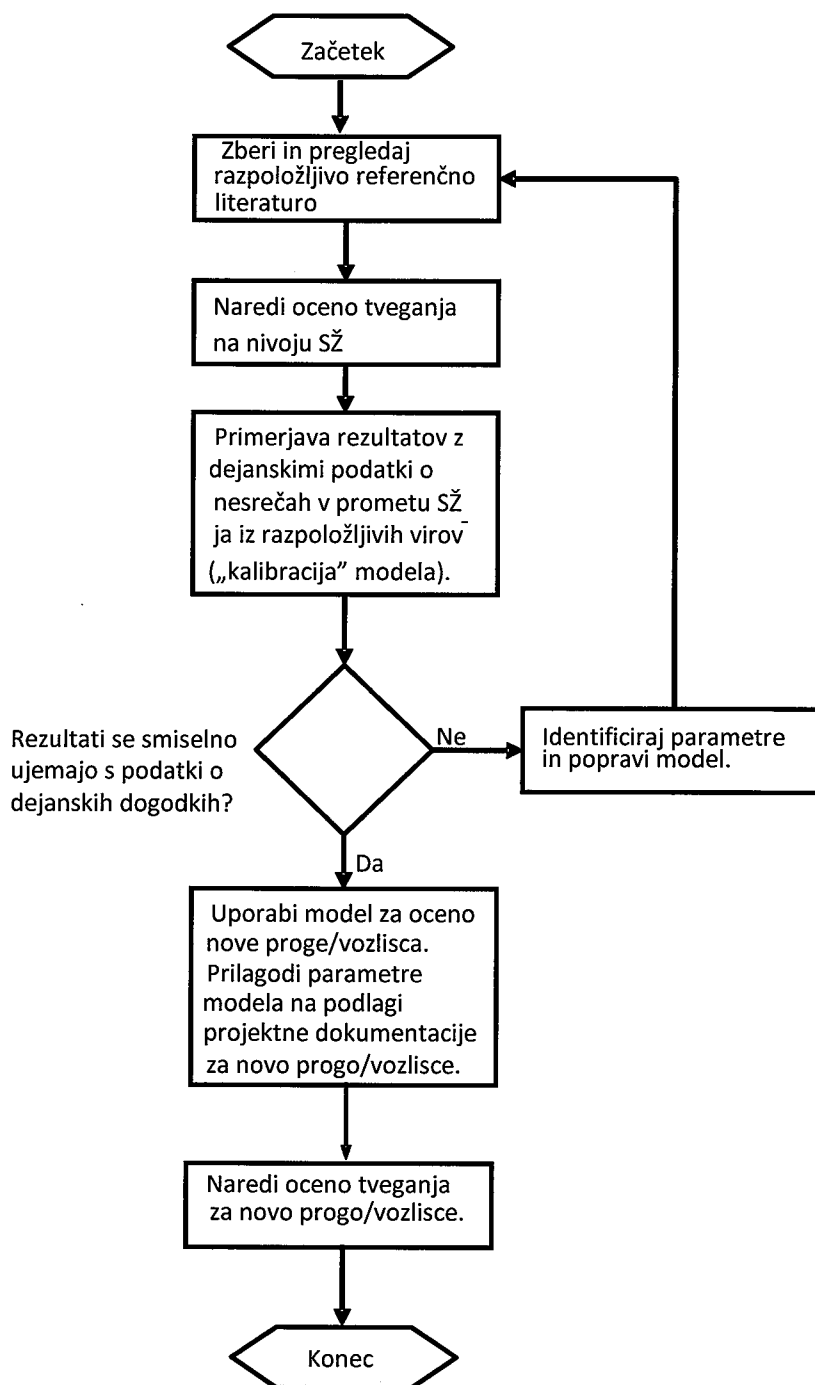 Začetek
Zberi in pregledaj
razpoložljivo referenčno
literaturo
Naredi oceno tveganja
na nivoju SŽ
Primerjava rezultatov z
dejanskimi podatki o
nesrečah v prometu SŽ
ja iz razpoložljivih virov
(„kalibracija” modela).
Rezultati se smiselno
ujemajo s podatki o
dejanskih dogodkih?
Ne
Identificiraj parametre
in popravi model.
Da
Uporabi model za oceno
nove proge/vozlisca.
Prilagodi parametre
modela na podlagi
projektne dokumentacije
za novo progo/vozlisce.
Naredi oceno tveganja
za novo progo/vozlisce.
Konec